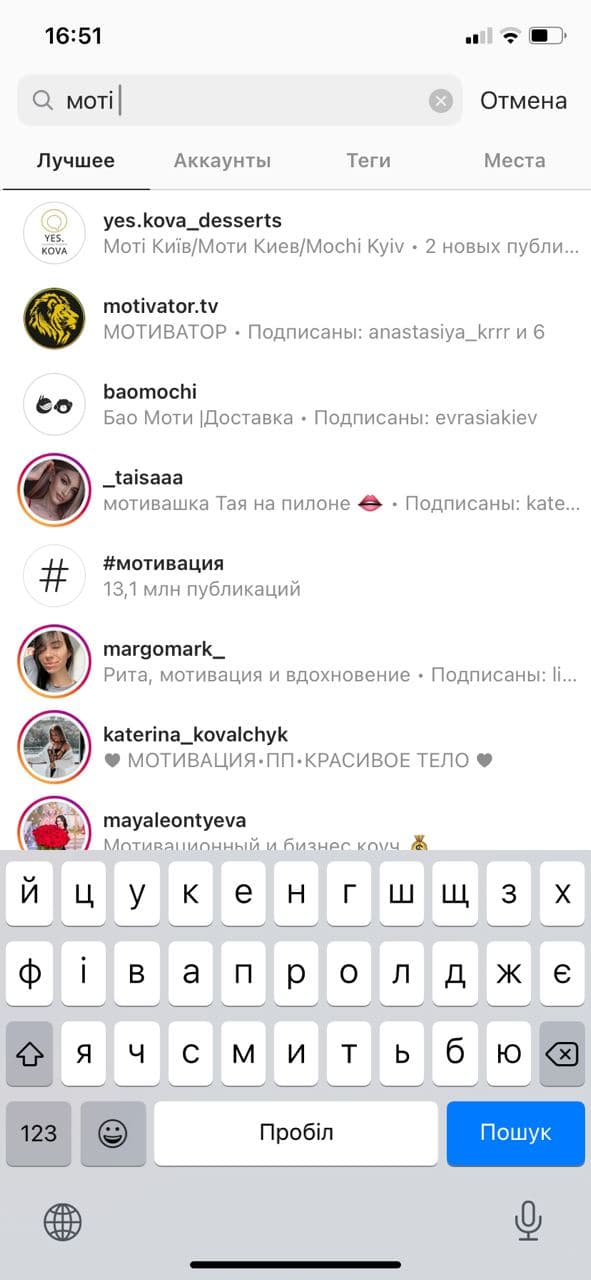 16:51
моті
Отмена
Лучшее
Аккаунты
Теги
Места
YES.
KOVA
yes.kova_desserts
Моті Київ/Моти Киев/Mochi Kyiv • 2 новых публи...
motivator.tv
МОТИВАТОР • Подписаны: anastasiya_krrr и 6
baomochi
Бао Моти |Доставка • Подписаны: evrasiakiev
_taisaaa
мотивашка Тая на пилоне 👄 • Подписаны: kate...
#
#мотивация
13,1 млн публикаций
margomark_
Рита, мотивация и вдохновение • Подписаны: li...
katerina_kovalchyk
♥ МОТИВАЦИЯ•ПП•КРАСИВОЕ ТЕЛО ♥
mayaleontyeva
Мотивационный и бизнес коуч 💰
й ц у к е н г ш щ з х
ф і в а п р о л д ж є
я ч с м и т ь б ю
123
Пробіл
Пошук